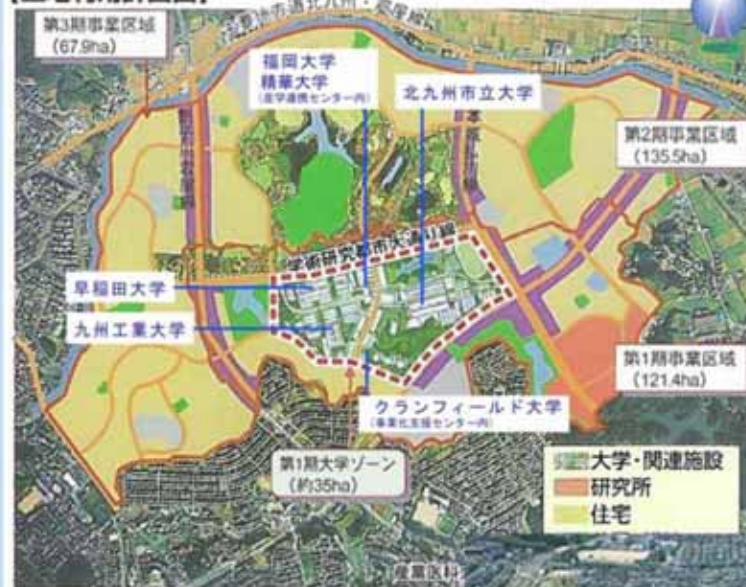 第3期事業区域
(67.9ha)
福岡大学
精華大学
(産学連携センター内)
北九州市立大学
第2期事業区域
(135.5ha)
学術研究都市大通り線
早稲田大学
九州工業大学
第1期事業区域
(121.4ha)
クランフィールド大学
(事業化支援センター内)
第1期大学ゾーン
(約35ha)
大学・関連施設
研究所
住宅
産業医科